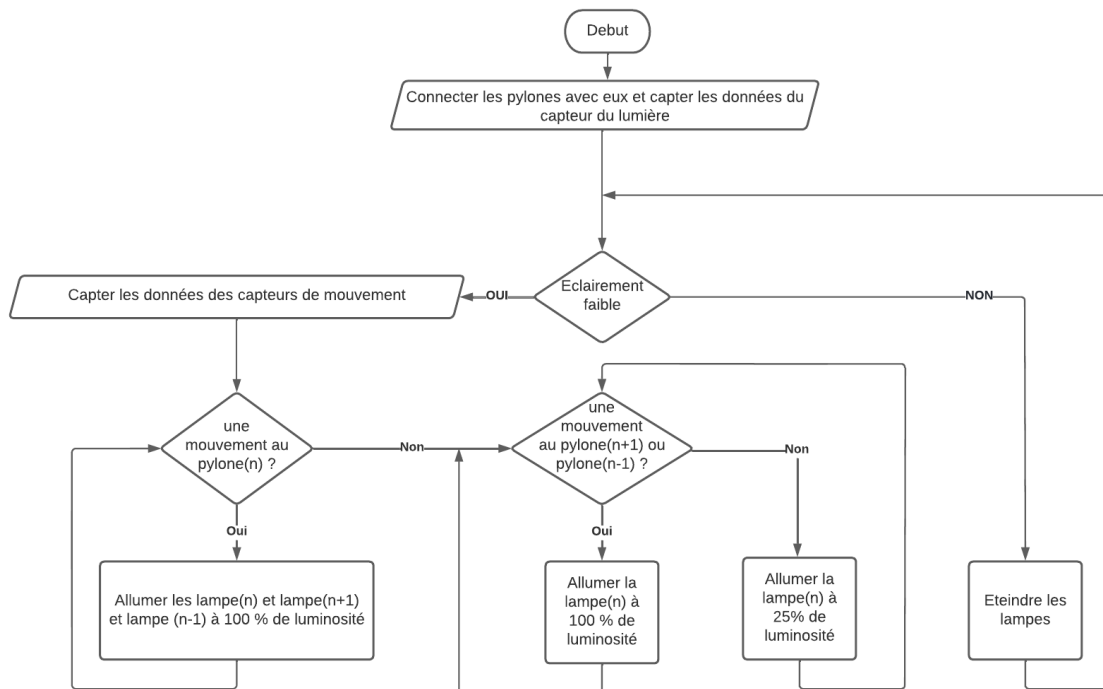 Debut
Connecter les pylones avec eux et capter les données du
capteur du lumière
Eclairement
faible
OUI
NON
Capter les données des capteurs de mouvement
une
mouvement au
pylone(n) ?
Non
une
mouvement
au pylone(n+1) ou
pylone(n-1) ?
Non
Oui
Oui
Allumer les lampe(n) et lampe(n+1)
et lampe (n-1) à 100 % de luminosité
Allumer la
lampe(n) à
100 % de
luminosité
Allumer la
lampe(n) à
25% de
luminosité
Eteindre les
lampes